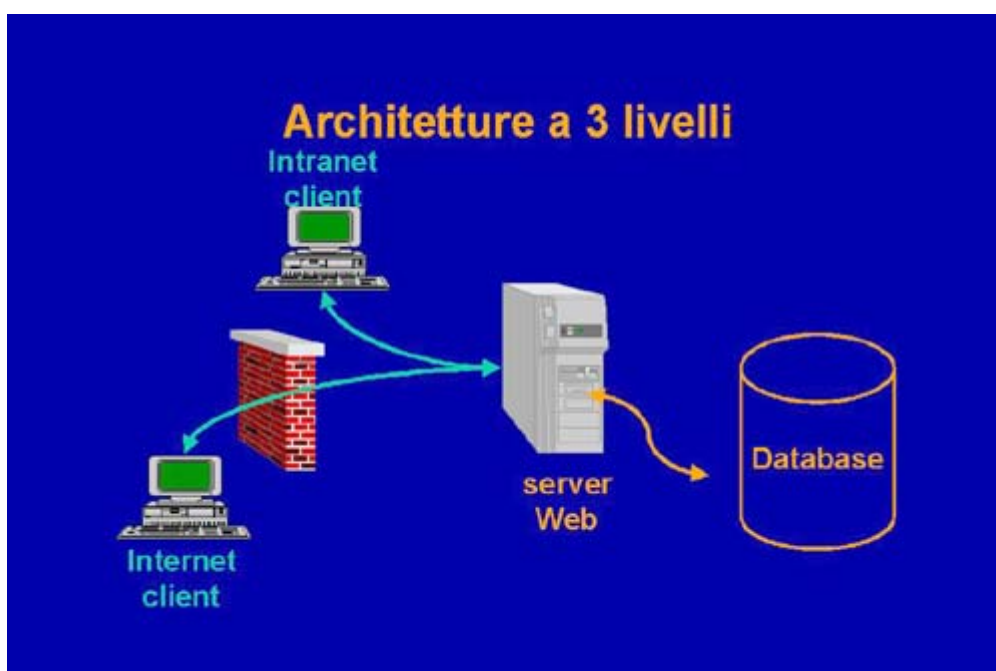 Architetture a 3 livelli
Intranet
client
server
Web
Database
Internet
client